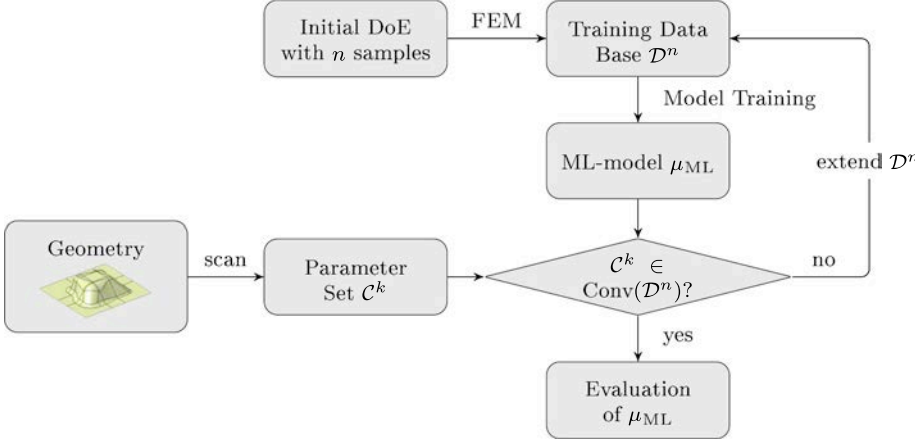 Initial DoE
with n samples
FEM
Training Data
Base 𝒟ⁿ
Model Training
ML-model μ_ML
extend 𝒟ⁿ
Geometry
scan
Parameter
Set 𝒞ᵏ
𝒞ᵏ ∈
Conv(𝒟ⁿ)?
no
yes
Evaluation
of μ_ML